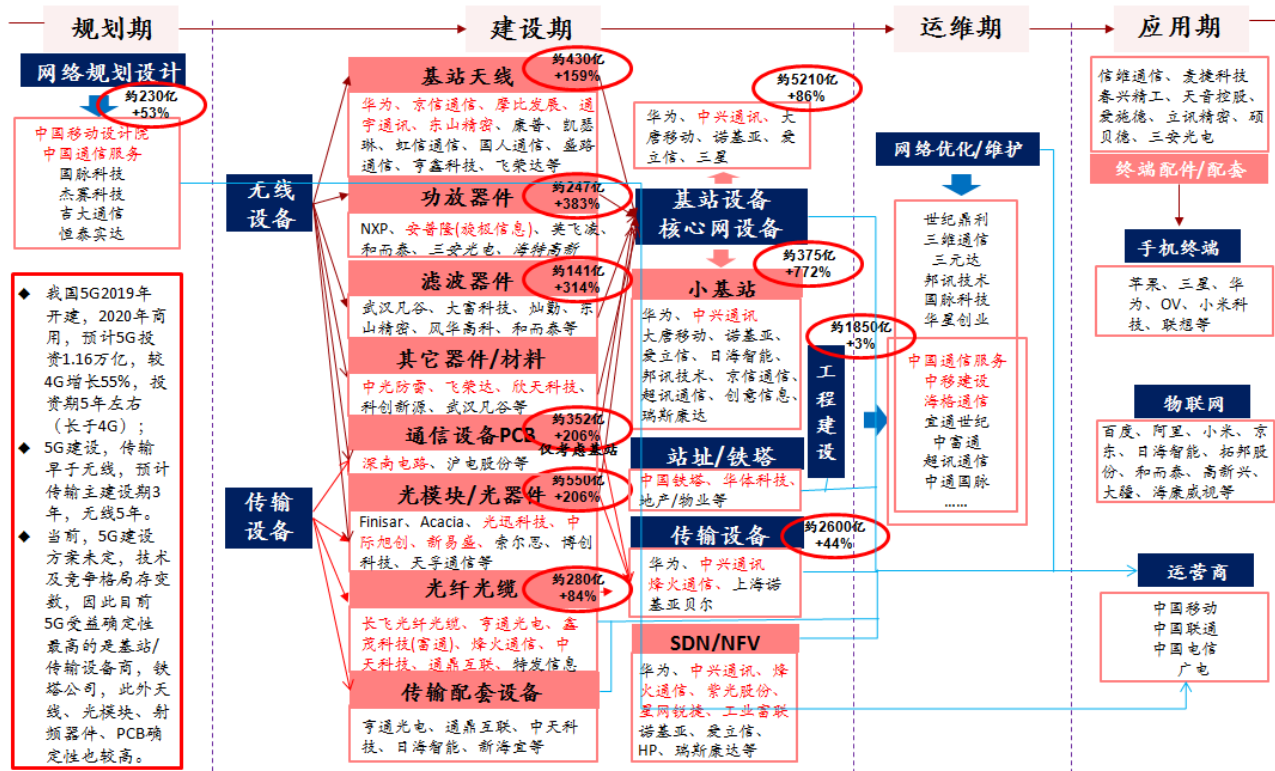 规划期
网络规划设计
约230亿
+53%
中国移动设计院
中国通信服务
国脉科技
杰赛科技
吉大通信
恒泰实达
◆ 我国5G2019年
开建，2020年商
用，预计5G投
资1.16万亿，较
4G增长55%，投
资期5年左右
（长于4G）；
◆ 5G建设，传输
早于无线，预计
传输主建设期3
年，无线5年。
◆ 当前，5G建设
方案未定，技术
及竞争格局存变
数，因此目前
5G受益确定性
最高的是基站/
传输设备商，铁
塔公司，此外天
线、光模块、射
频器件、PCB确
定性也较高。
建设期
无线
设备
传输
设备
基站天线
约430亿
+159%
华为、京信通信、摩比发展、通
宇通讯、东山精密、康普、凯瑟
琳、虹信通信、国人通信、盛路
通信、亨鑫科技、飞荣达等
功放器件
约247亿
+383%
NXP、安普隆(旋极信息)、英飞凌、
和而泰、三安光电、海特高新
滤波器件
约141亿
+314%
武汉凡谷、大富科技、灿勤、东
山精密、风华高科、和而泰等
其它器件/材料
中光防雷、飞荣达、欣天科技、
科创新源、武汉凡谷等
通信设备PCB
约352亿
+206%
仅考虑基站
深南电路、沪电股份等
光模块/光器件
约550亿
+206%
Finisar、Acacia、光迅科技、中
际旭创、新易盛、索尔思、博创
科技、天孚通信等
光纤光缆
约280亿
+84%
长飞光纤光缆、亨通光电、鑫
茂科技(富通)、烽火通信、中
天科技、通鼎互联、特发信息
传输配套设备
亨通光电、通鼎互联、中天科
技、日海智能、新海宜等
约5210亿
+86%
华为、中兴通讯、大
唐移动、诺基亚、爱
立信、三星
基站设备
核心网设备
约375亿
+772%
小基站
华为、中兴通讯
大唐移动、诺基亚、
爱立信、日海智能、
邦讯技术、京信通信、
超讯通信、创意信息、
瑞斯康达
约1850亿
+3%
工程建设
站址/铁塔
中国铁塔、华体科技、
地产/物业等
传输设备
约2600亿
+44%
华为、中兴通讯
烽火通信、上海诺
基亚贝尔
SDN/NFV
华为、中兴通讯、烽
火通信、紫光股份、
星网锐捷、工业富联
诺基亚、爱立信、
HP、瑞斯康达等
运维期
网络优化/维护
世纪鼎利
三维通信
三元达
邦讯技术
国脉科技
华星创业
中国通信服务
中移建设
海格通信
宜通世纪
中富通
超讯通信
中通国脉
……
应用期
信维通信、麦捷科技
春兴精工、天音控股、
爱施德、立讯精密、硕
贝德、三安光电
终端配件/配套
手机终端
苹果、三星、华
为、OV、小米科
技、联想等
物联网
百度、阿里、小米、京
东、日海智能、拓邦股
份、和而泰、高新兴、
大疆、海康威视等
运营商
中国移动
中国联通
中国电信
广电